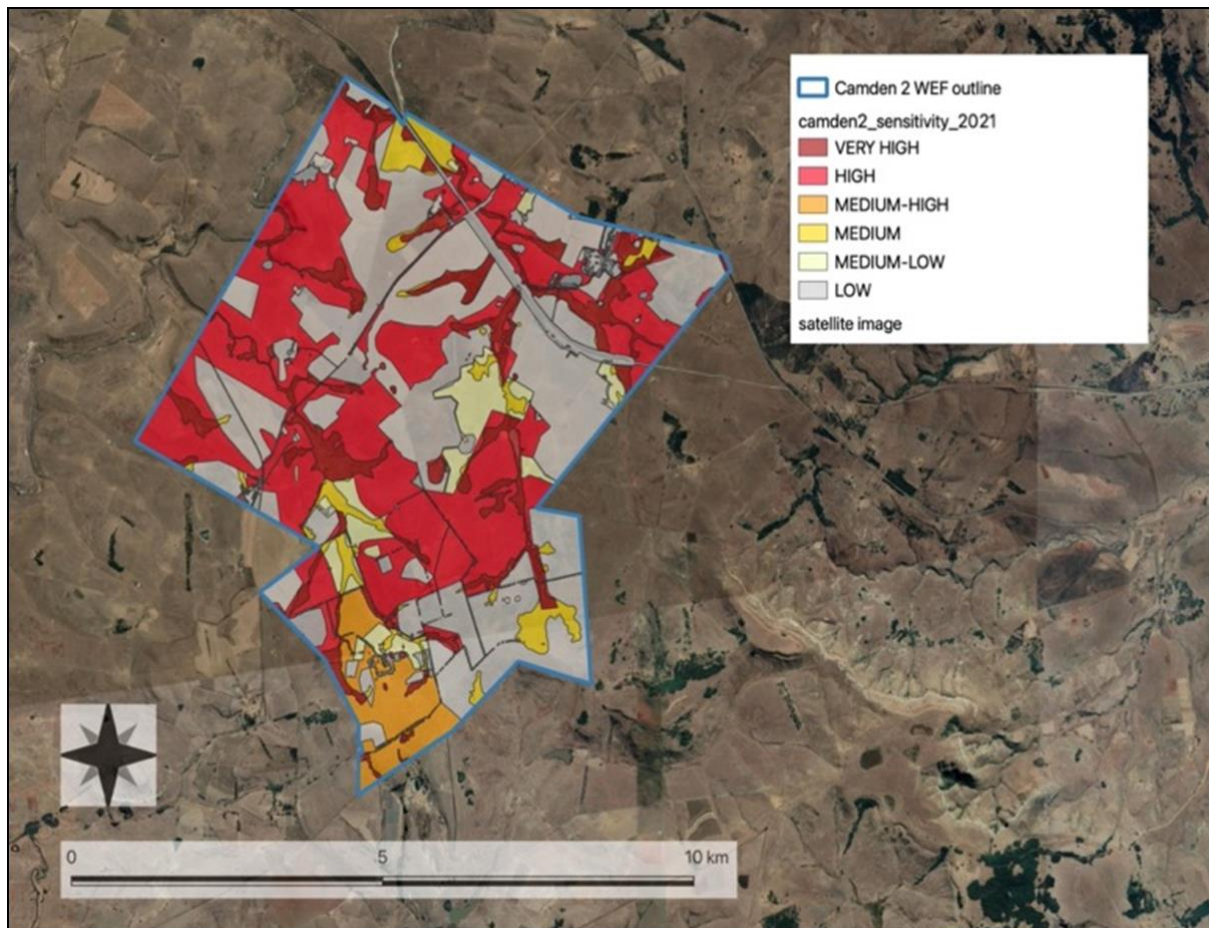 Camden 2 WEF outline
camden2_sensitivity_2021
VERY HIGH
HIGH
MEDIUM-HIGH
MEDIUM
MEDIUM-LOW
LOW
satellite image
0 5 10 km